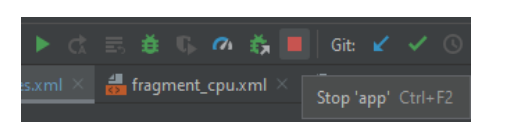 Git:
es.xml fragment_cpu.xml
Stop 'app' Ctrl+F2